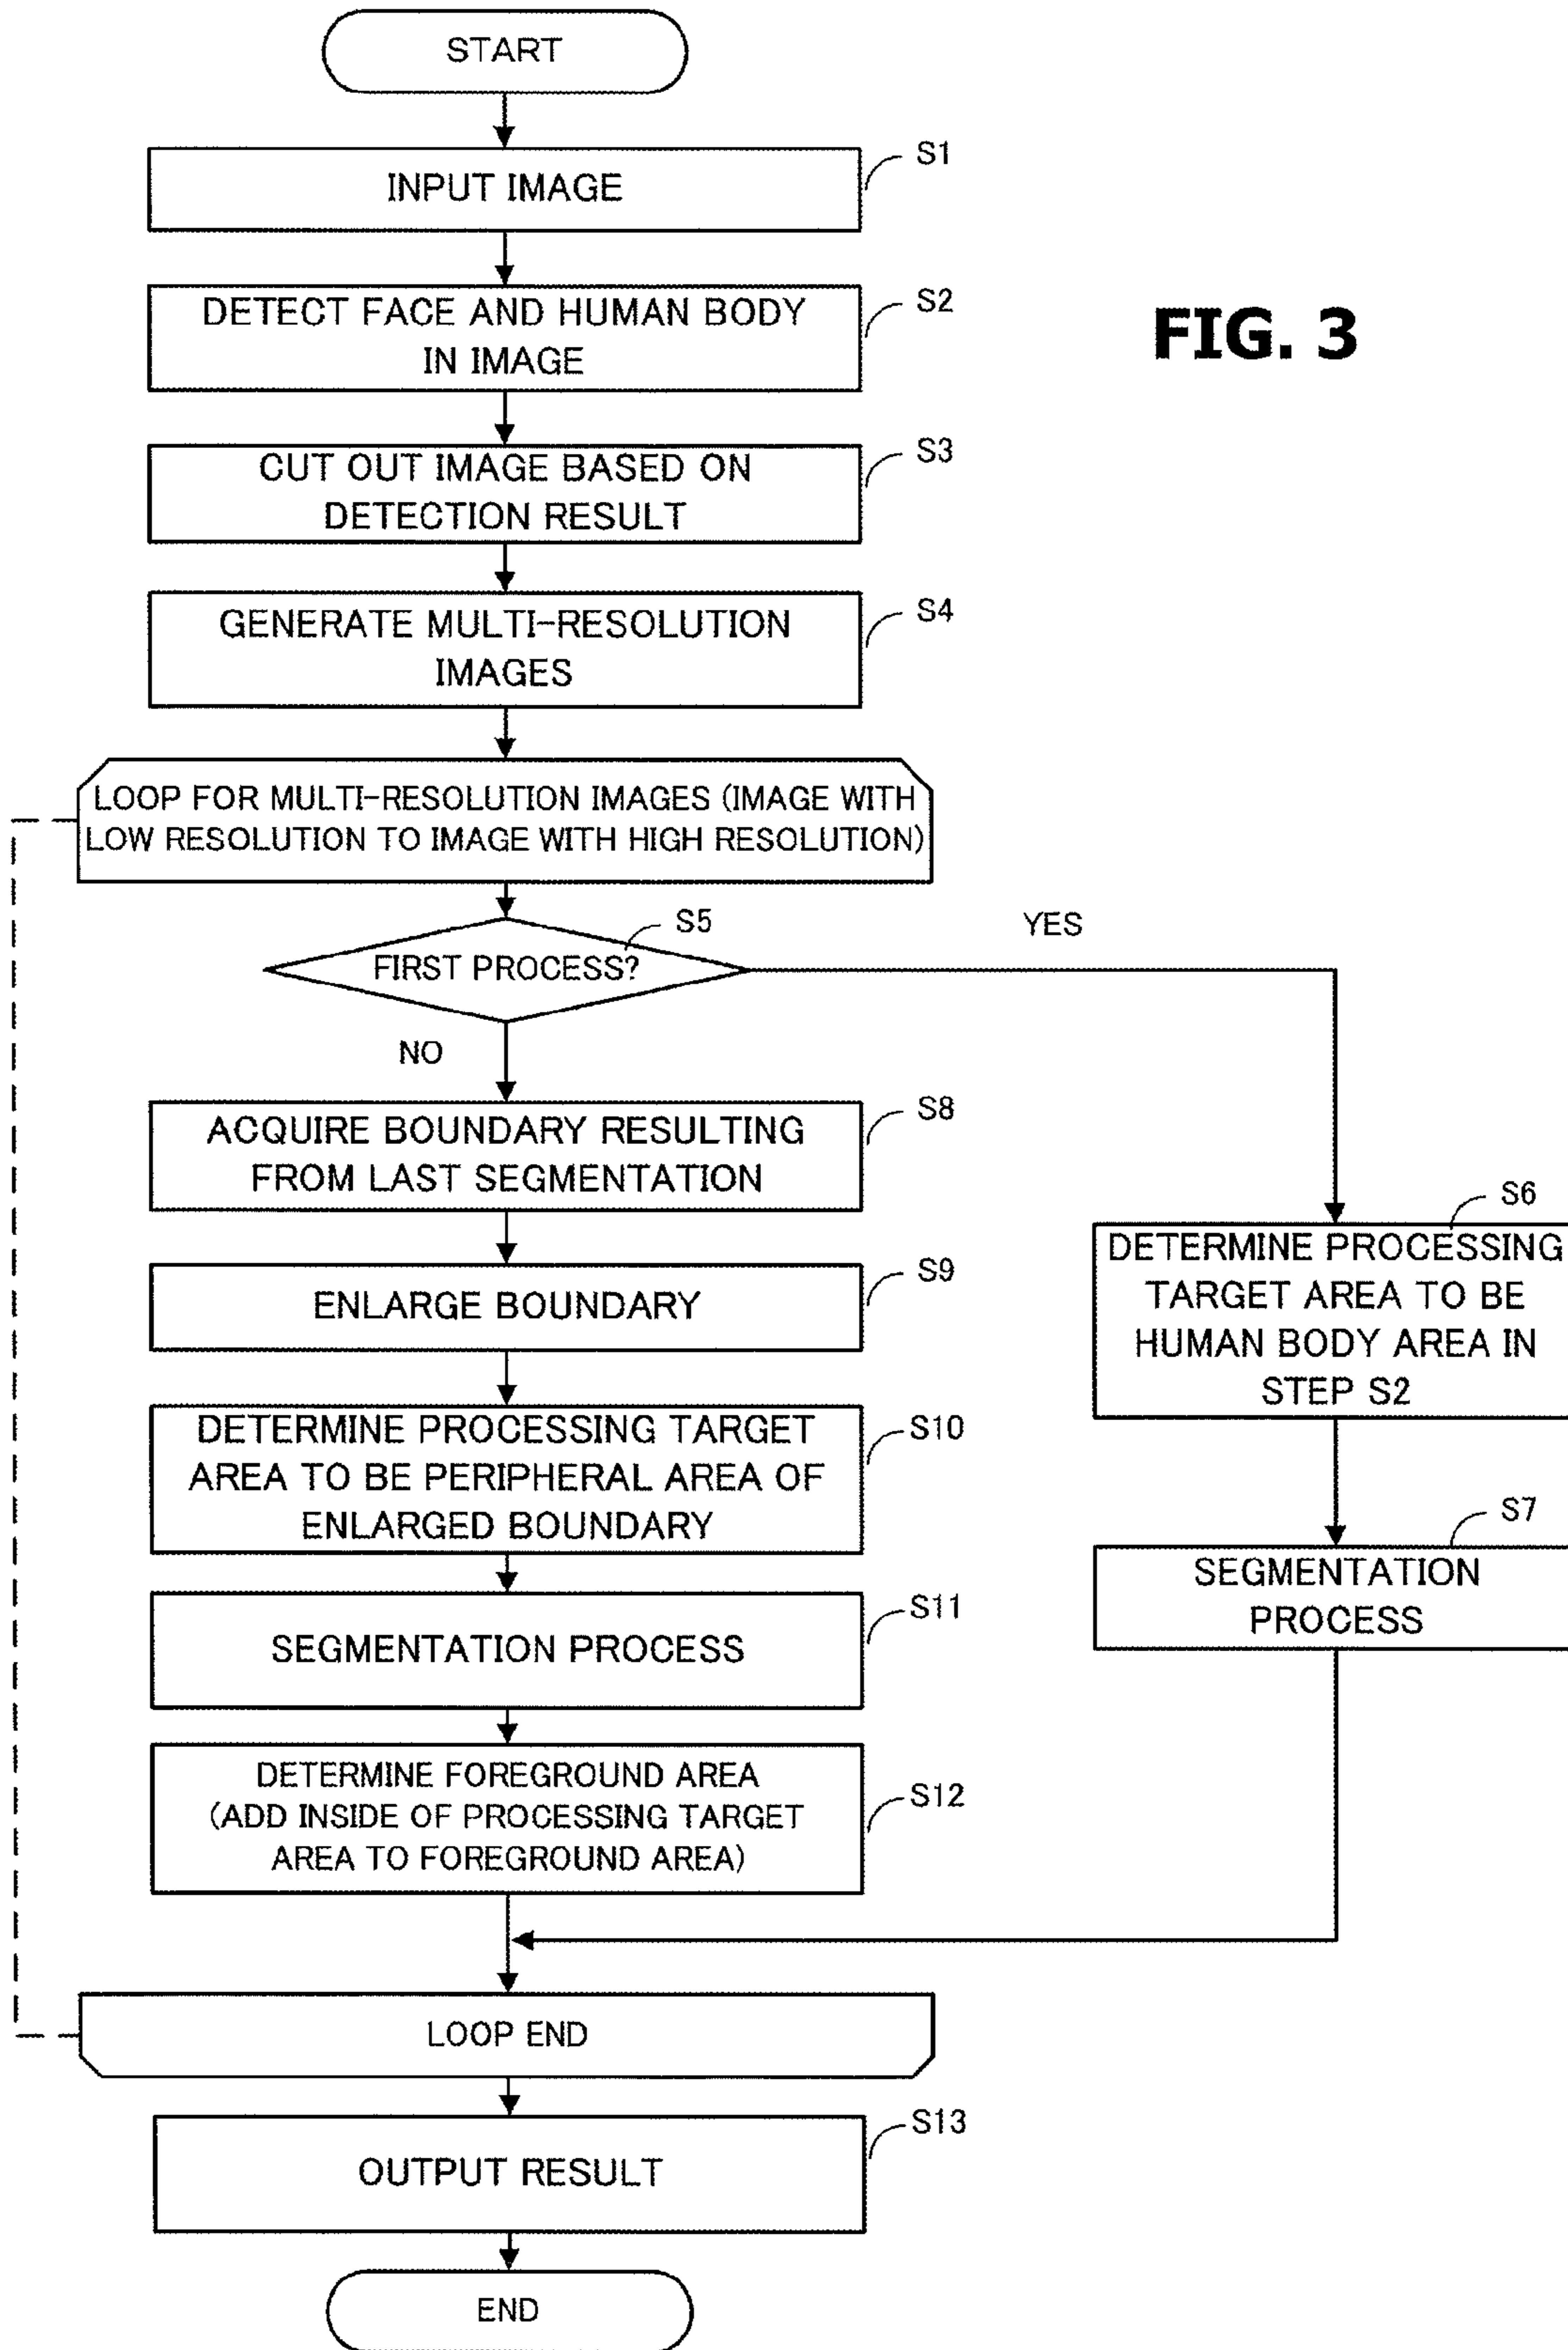 START
S1
INPUT IMAGE
S2
DETECT FACE AND HUMAN BODY
IN IMAGE
FIG. 3
S3
CUT OUT IMAGE BASED ON
DETECTION RESULT
S4
GENERATE MULTI-RESOLUTION
IMAGES
LOOP FOR MULTI-RESOLUTION IMAGES (IMAGE WITH
LOW RESOLUTION TO IMAGE WITH HIGH RESOLUTION)
S5
FIRST PROCESS?
YES
NO
S8
ACQUIRE BOUNDARY RESULTING
FROM LAST SEGMENTATION
S9
ENLARGE BOUNDARY
S10
DETERMINE PROCESSING TARGET
AREA TO BE PERIPHERAL AREA OF
ENLARGED BOUNDARY
S11
SEGMENTATION PROCESS
S12
DETERMINE FOREGROUND AREA
(ADD INSIDE OF PROCESSING TARGET
AREA TO FOREGROUND AREA)
S6
DETERMINE PROCESSING
TARGET AREA TO BE
HUMAN BODY AREA IN
STEP S2
S7
SEGMENTATION
PROCESS
LOOP END
S13
OUTPUT RESULT
END